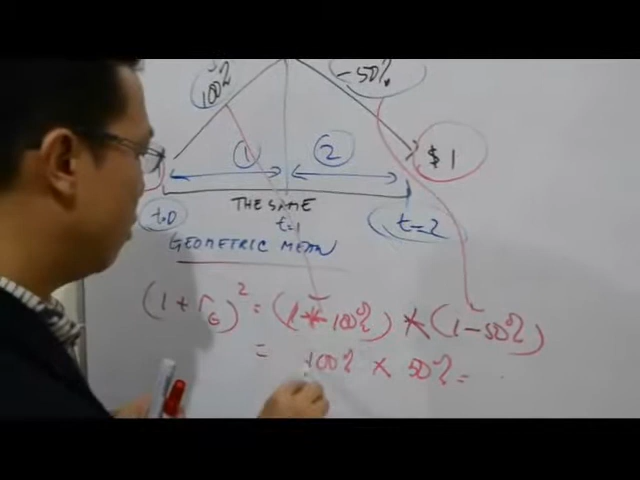 100% -50%
① ② $1
THE SAME
t=0 t=1 t=2
GEOMETRIC MEAN
(1 + r_G)² = (1 + 100%) * (1 - 50%)
= 100% × 50% =